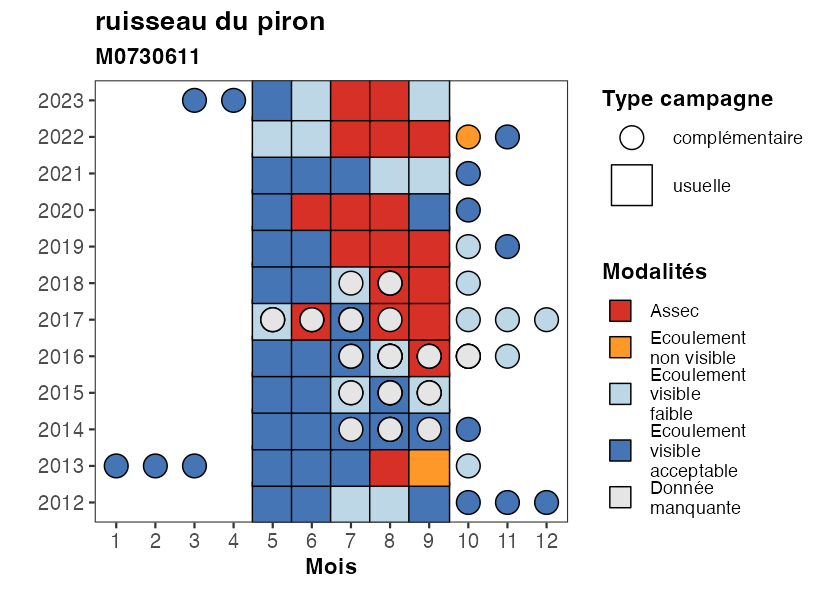 ruisseau du piron
M0730611
2023
2022
2021
2020
2019
2018
2017
2016
2015
2014
2013
2012
1 2 3 4 5 6 7 8 9 10 11 12
Mois
Type campagne
complémentaire
usuelle
Modalités
Assec
Ecoulement
non visible
Ecoulement
visible
faible
Ecoulement
visible
acceptable
Donnée
manquante